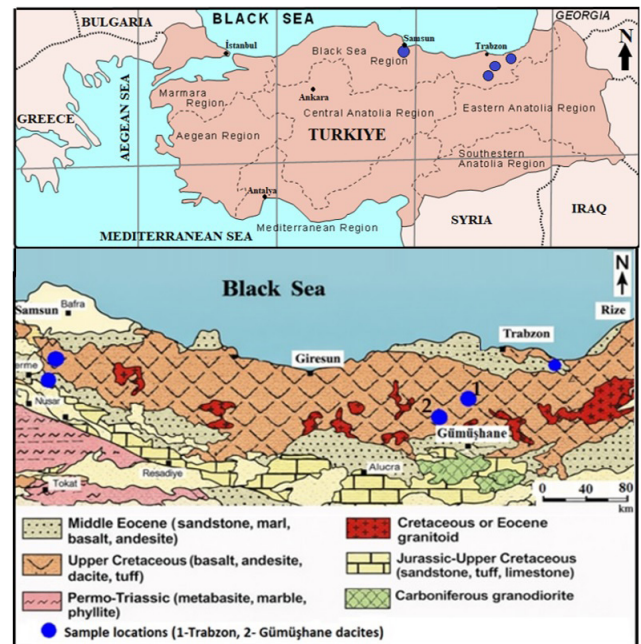 BULGARIA
BLACK SEA
GEORGIA
İstanbul
Samsun
Trabzon
N
Black Sea
Region
Marmara
Region
Ankara
GREECE
AEGEAN SEA
Central Anatolia Region
Eastern Anatolia Region
Aegean Region
TURKIYE
Southestern
Anatolia Region
Antalya
SYRIA
IRAQ
Mediterranean Region
MEDITERRANEAN SEA
N
Black Sea
Bafra
Samsun
Rize
Trabzon
Giresun
erme
1
2
Nusar
Gümüşhane
Resadiye
Alucra
Tokat
0 40 80
km
Middle Eocene (sandstone, marl,
basalt, andesite)
Cretaceous or Eocene
granitoid
Upper Cretaceous (basalt, andesite,
dacite, tuff)
Jurassic-Upper Cretaceous
(sandstone, tuff, limestone)
Permo-Triassic (metabasite, marble,
phyllite)
Carboniferous granodiorite
Sample locations (1-Trabzon, 2- Gümüşhane dacites)